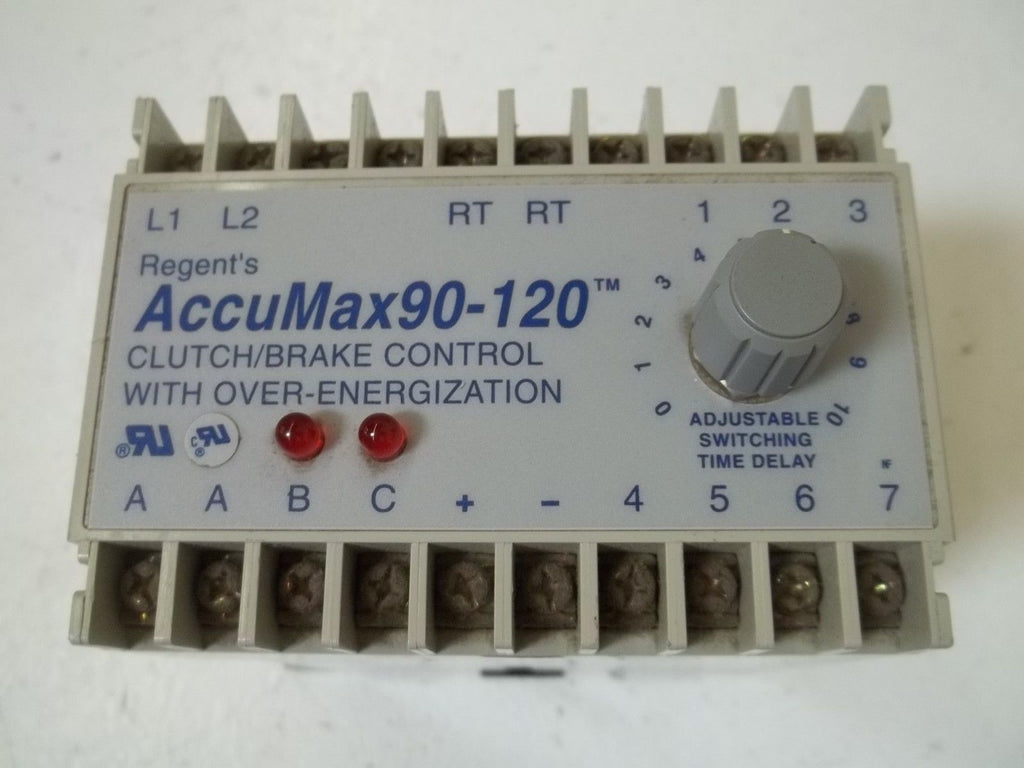 L1 L2 RT RT 1 2 3
Regent's
AccuMax90-120™
CLUTCH/BRAKE CONTROL
WITH OVER-ENERGIZATION
0 1 2 3 4 8 9 10
ADJUSTABLE
SWITCHING
TIME DELAY
A A B C + - 4 5 6 7